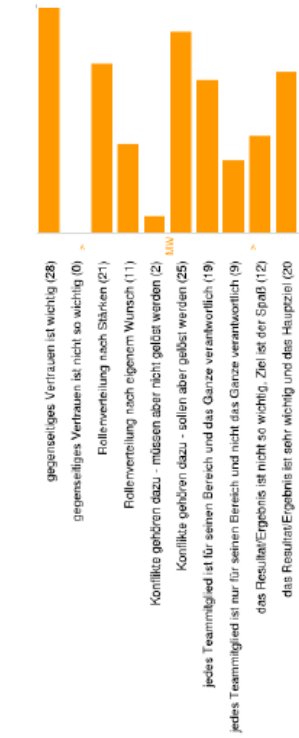 gegenseitiges Vertrauen ist wichtig (28)
gegenseitiges Vertrauen ist nicht so wichtig (0)
Rollenverteilung nach Stärken (21)
Rollenverteilung nach eigenem Wunsch (11)
Konflikte gehören dazu - müssen aber nicht gelöst werden (2)
Konflikte gehören dazu - sollen aber gelöst werden (25)
jedes Teammitglied ist für seinen Bereich und das Ganze verantwortlich (19)
jedes Teammitglied ist nur für seinen Bereich und nicht das Ganze verantwortlich (9)
das Resultat/Ergebnis ist nicht so wichtig, Ziel ist der Spaß (12)
das Resultat/Ergebnis ist sehr wichtig und das Hauptziel (20
MW